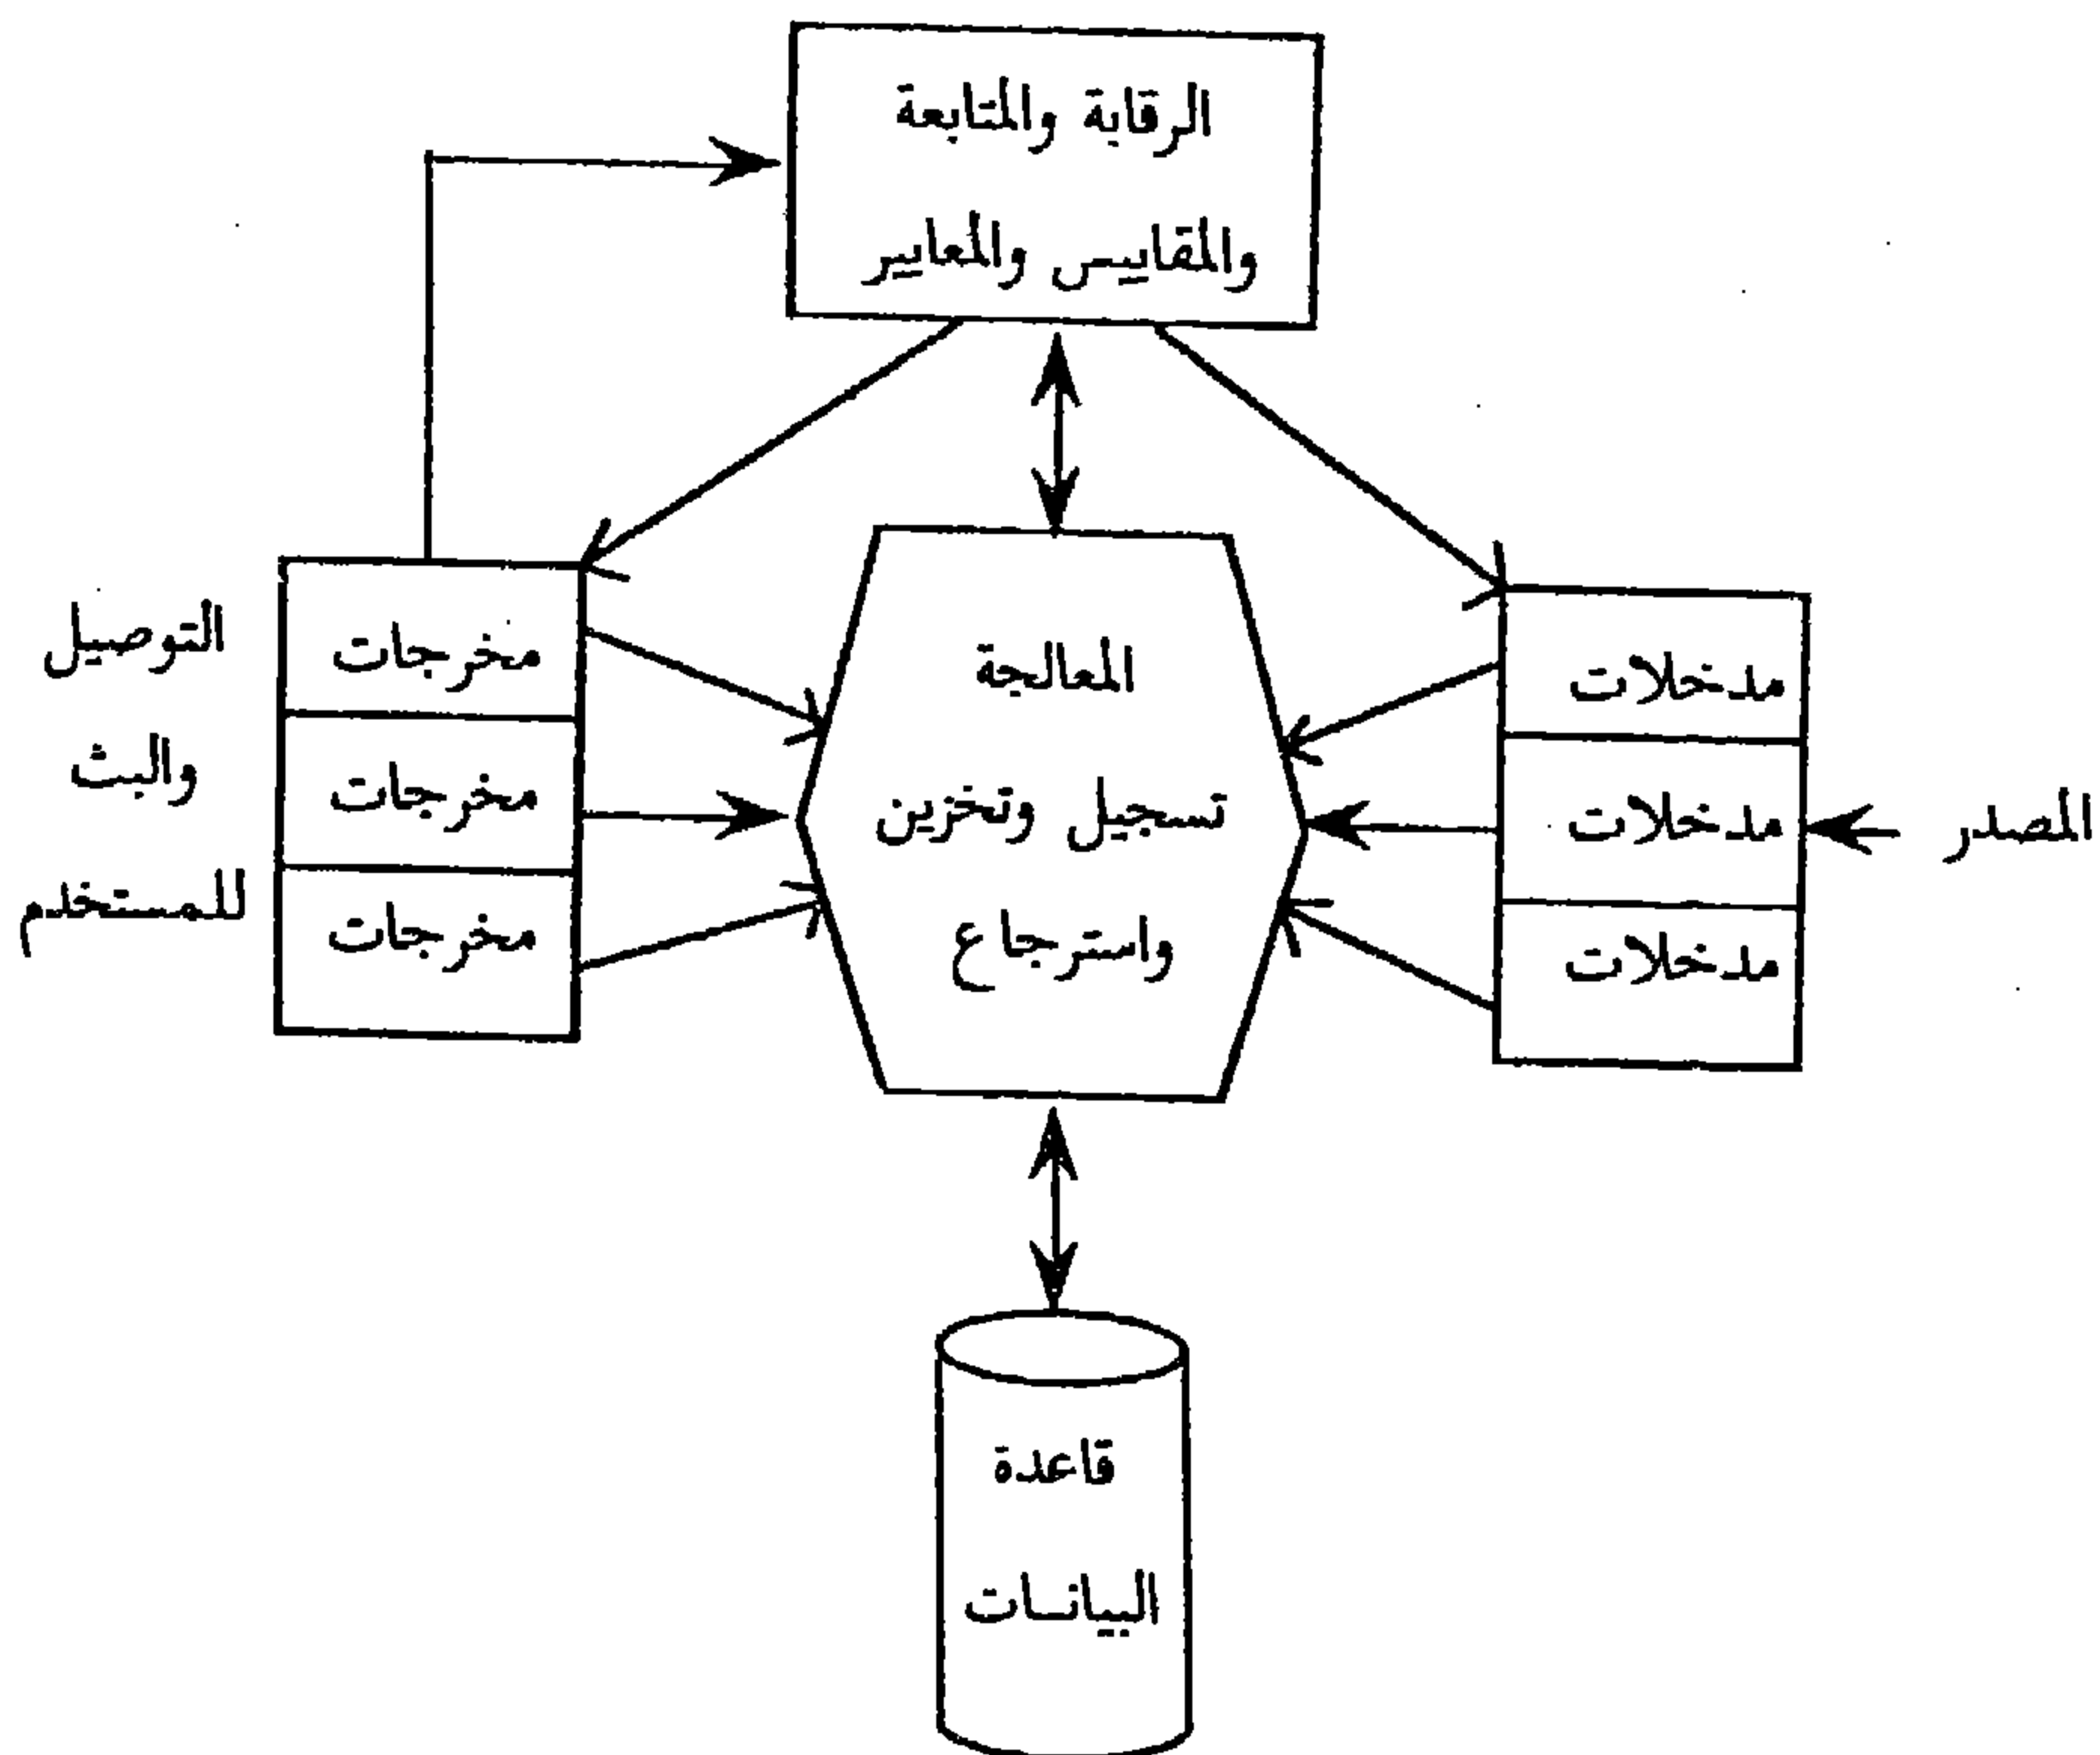 الرقابة والمتابعة
والمقاييس والمعايير
المصدر
مدخلات
مدخلات
مدخلات
المعالجة
تسجيل وتخزين
واسترجاع
مخرجات
مخرجات
مخرجات
التوصيل
والبث
للمستخدم
قاعدة
البيانات